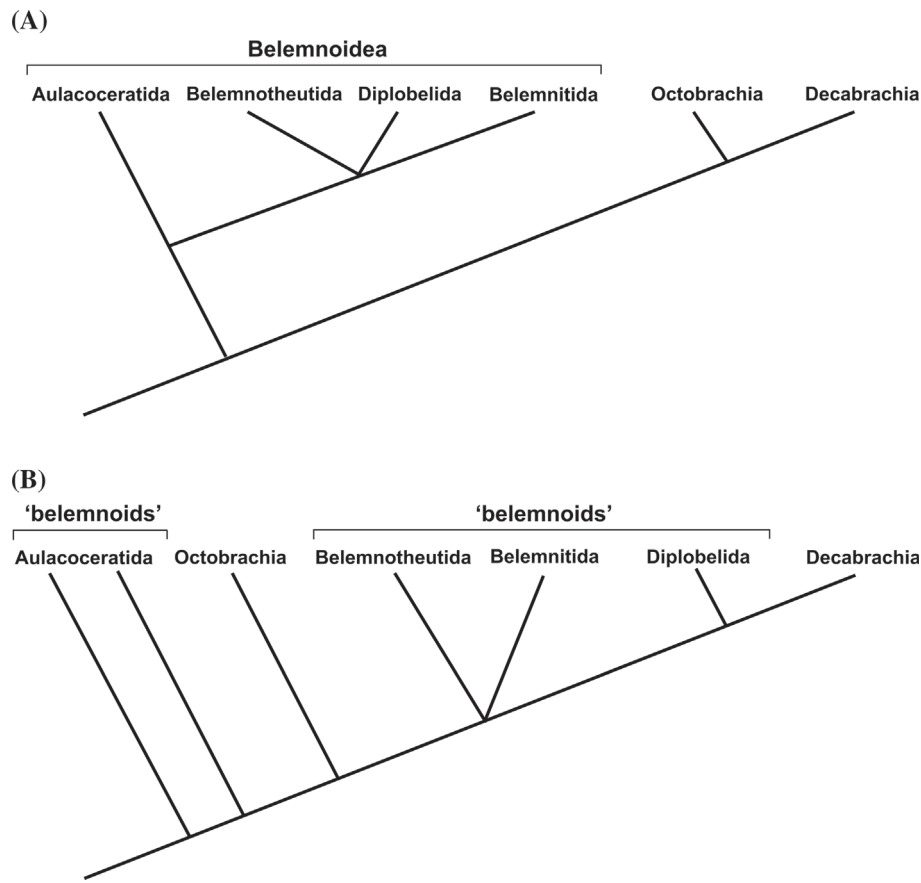 (A)
Belemnoidea
Aulacoceratida Belemnotheutida Diplobelida Belemnitida Octobrachia Decabrachia
(B)
'belemnoids' 'belemnoids'
Aulacoceratida Octobrachia Belemnotheutida Belemnitida Diplobelida Decabrachia